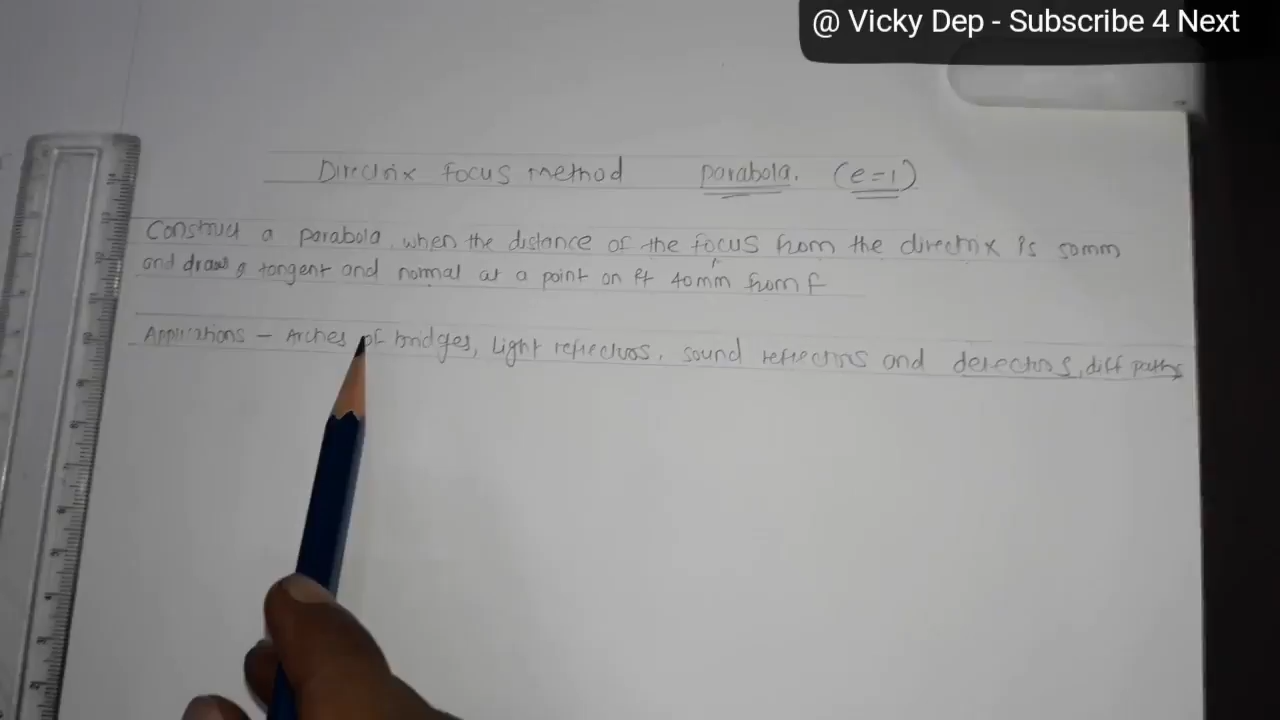 @ Vicky Dep - Subscribe 4 Next
Directrix focus method parabola. (e=1)
Construct a parabola when the distance of the focus from the directrix is 50mm
and draw a tangent and normal at a point on it 40mm from f
Applications - Arches of bridges, Light reflectors, sound reflectors and detectors, diff paths